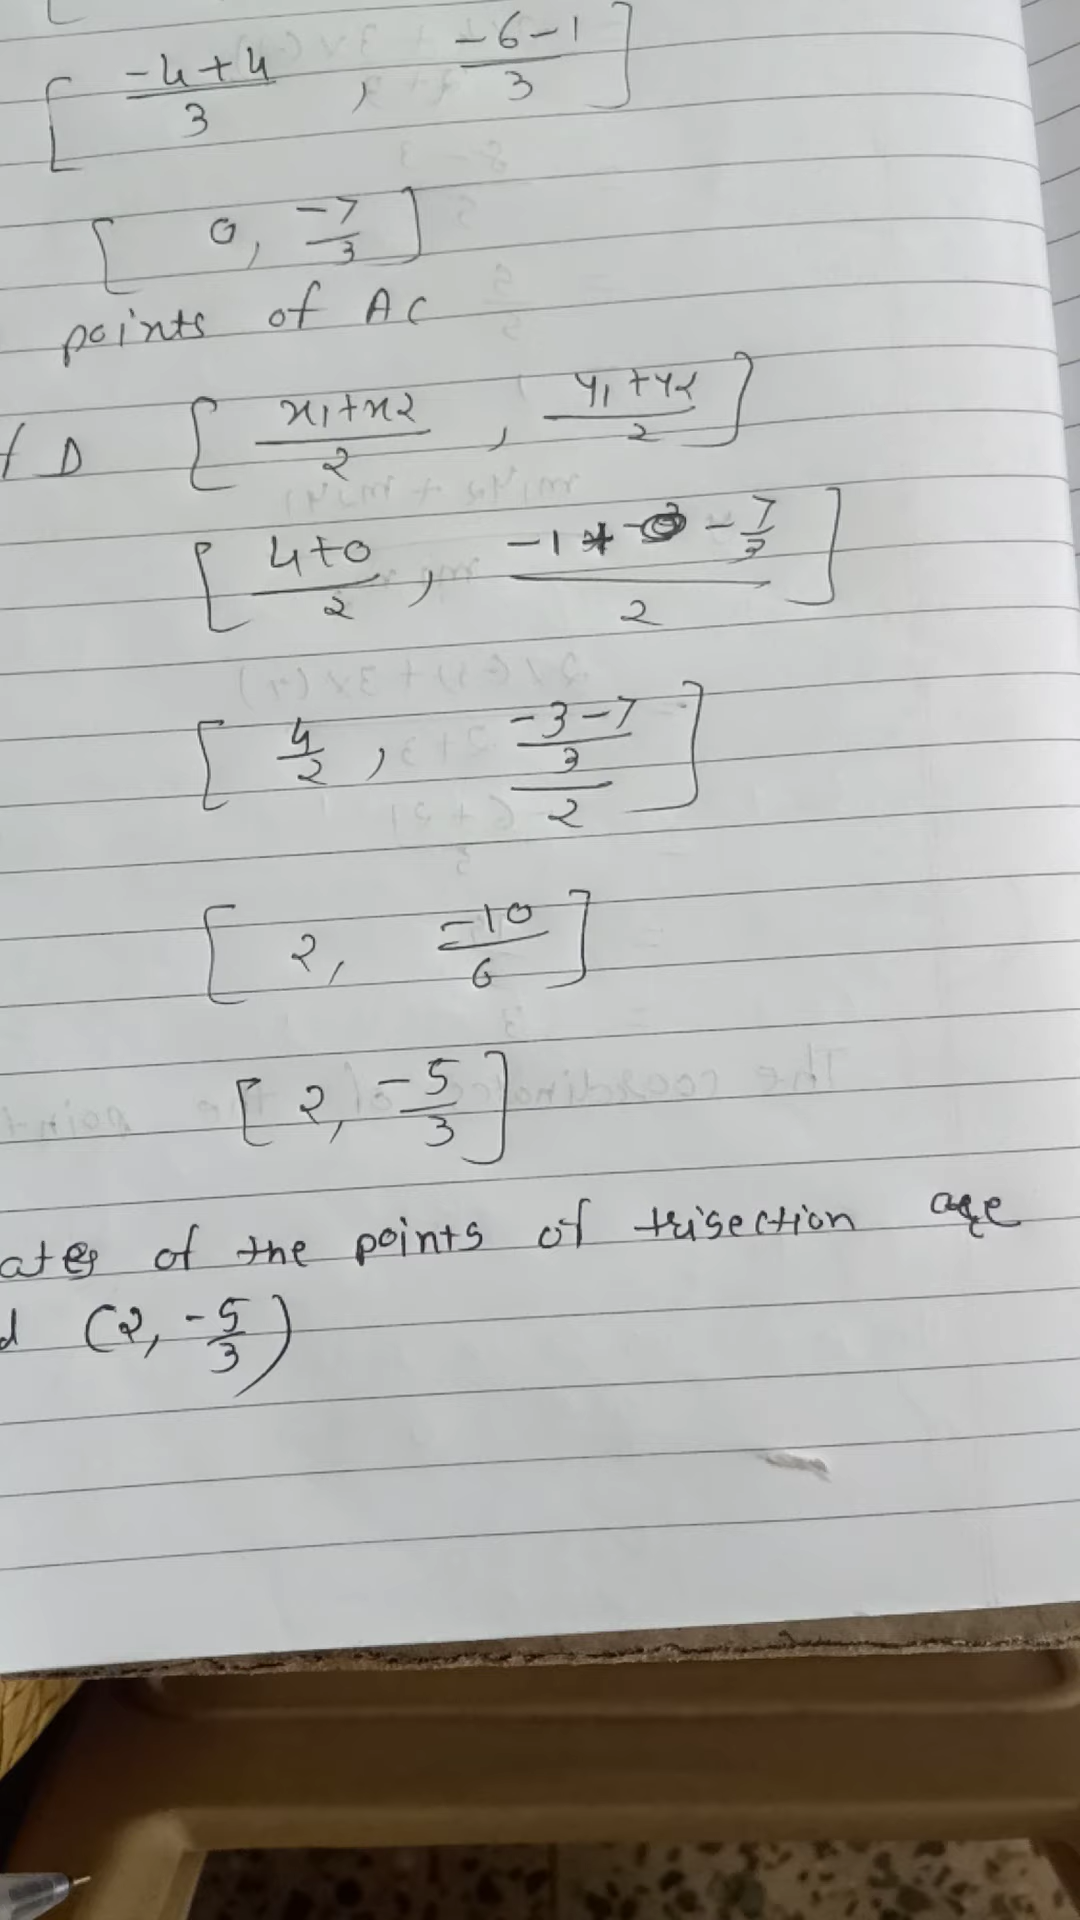 [ -4+4/3 , -6-1/3 ]
[ 0, -7/3 ]
points of AC
D [ x1+x2/2 , y1+y2/2 ]
[ 4+0/2 , -1 - 7/3/2 ]
[ 4/2 , -3-7/3/2 ]
[ 2, -10/6 ]
[ 2, -5/3 ]
ates of the points of trisection are
d (2, -5/3)